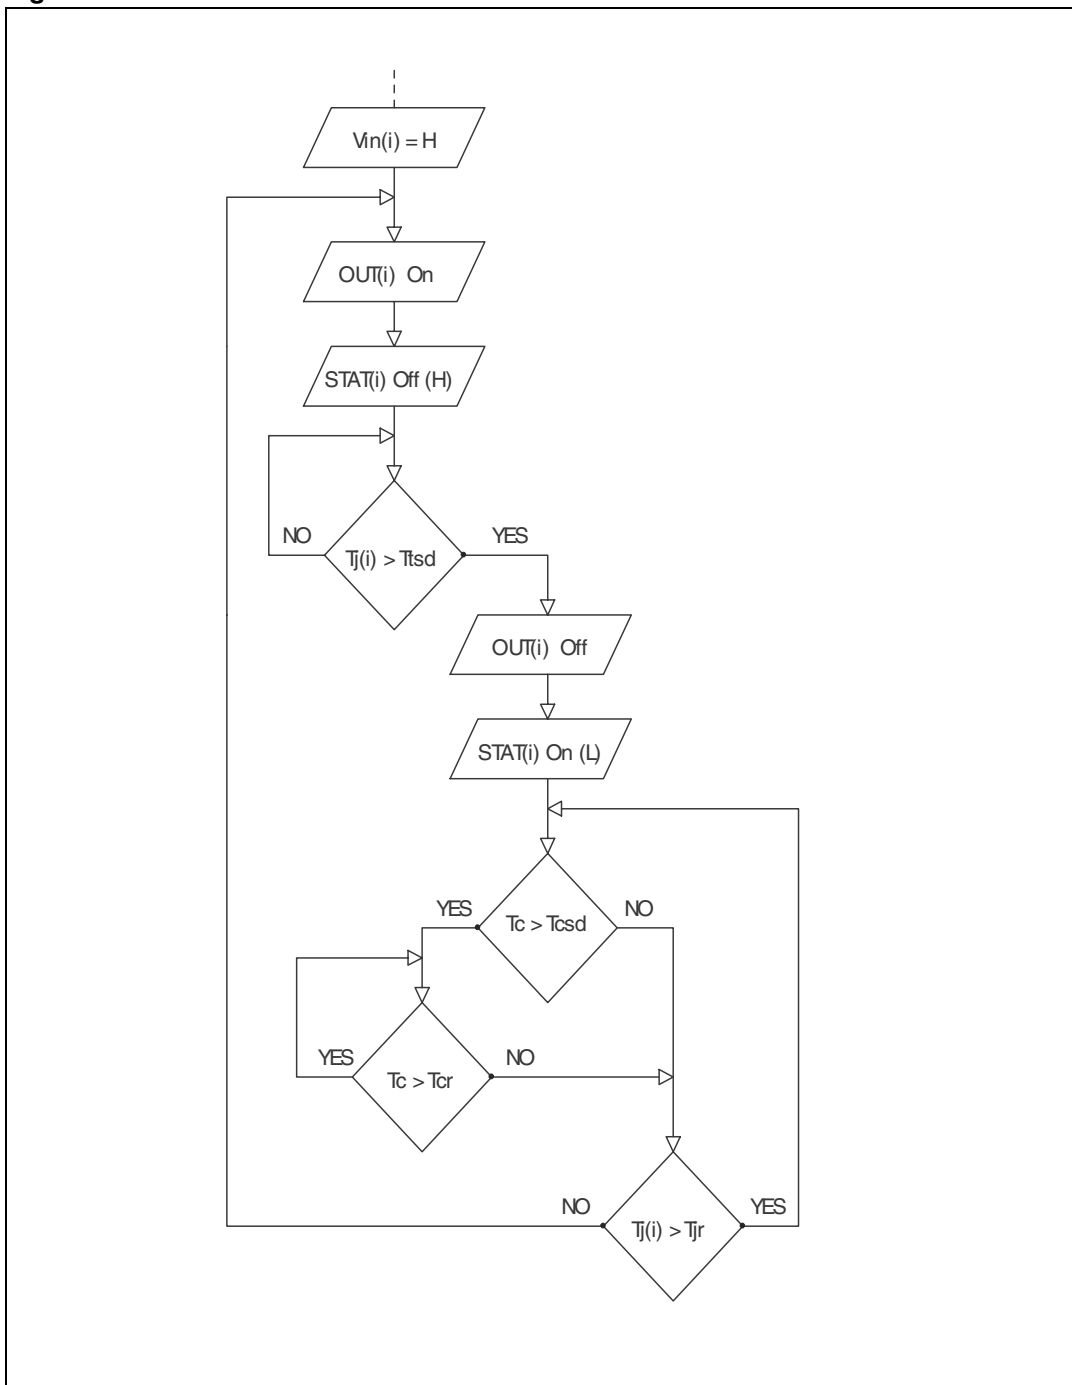 Vin(i) = H
OUT(i) On
STAT(i) Off (H)
NO
YES
Tj(i) > Ttsd
OUT(i) Off
STAT(i) On (L)
YES
NO
Tc > Tcsd
YES
NO
Tc > Tcr
NO
YES
Tj(i) > Tjr